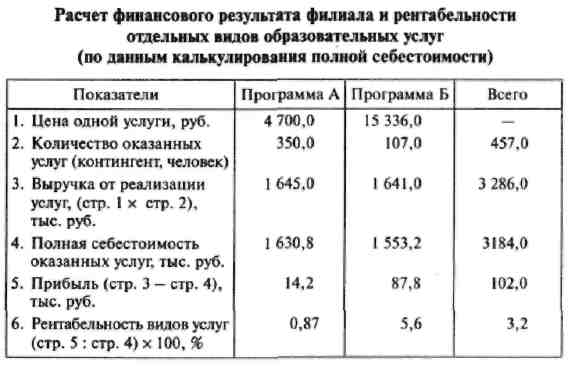 Расчет финансового результата филиала и рентабельности
отдельных видов образовательных услуг
(по данным калькулирования полной себестоимости)
Показатели Программа А Программа Б Всего
1. Цена одной услуги, руб. 4 700,0 15 336,0 —
2. Количество оказанных 350,0 107,0 457,0
услуг (контингент, человек)
3. Выручка от реализации 1 645,0 1 641,0 3 286,0
услуг, (стр. 1 × стр. 2),
тыс. руб.
4. Полная себестоимость 1 630,8 1 553,2 3184,0
оказанных услуг, тыс. руб.
5. Прибыль (стр. 3 – стр. 4), 14,2 87,8 102,0
тыс. руб.
6. Рентабельность видов услуг 0,87 5,6 3,2
(стр. 5 : стр. 4) × 100, %